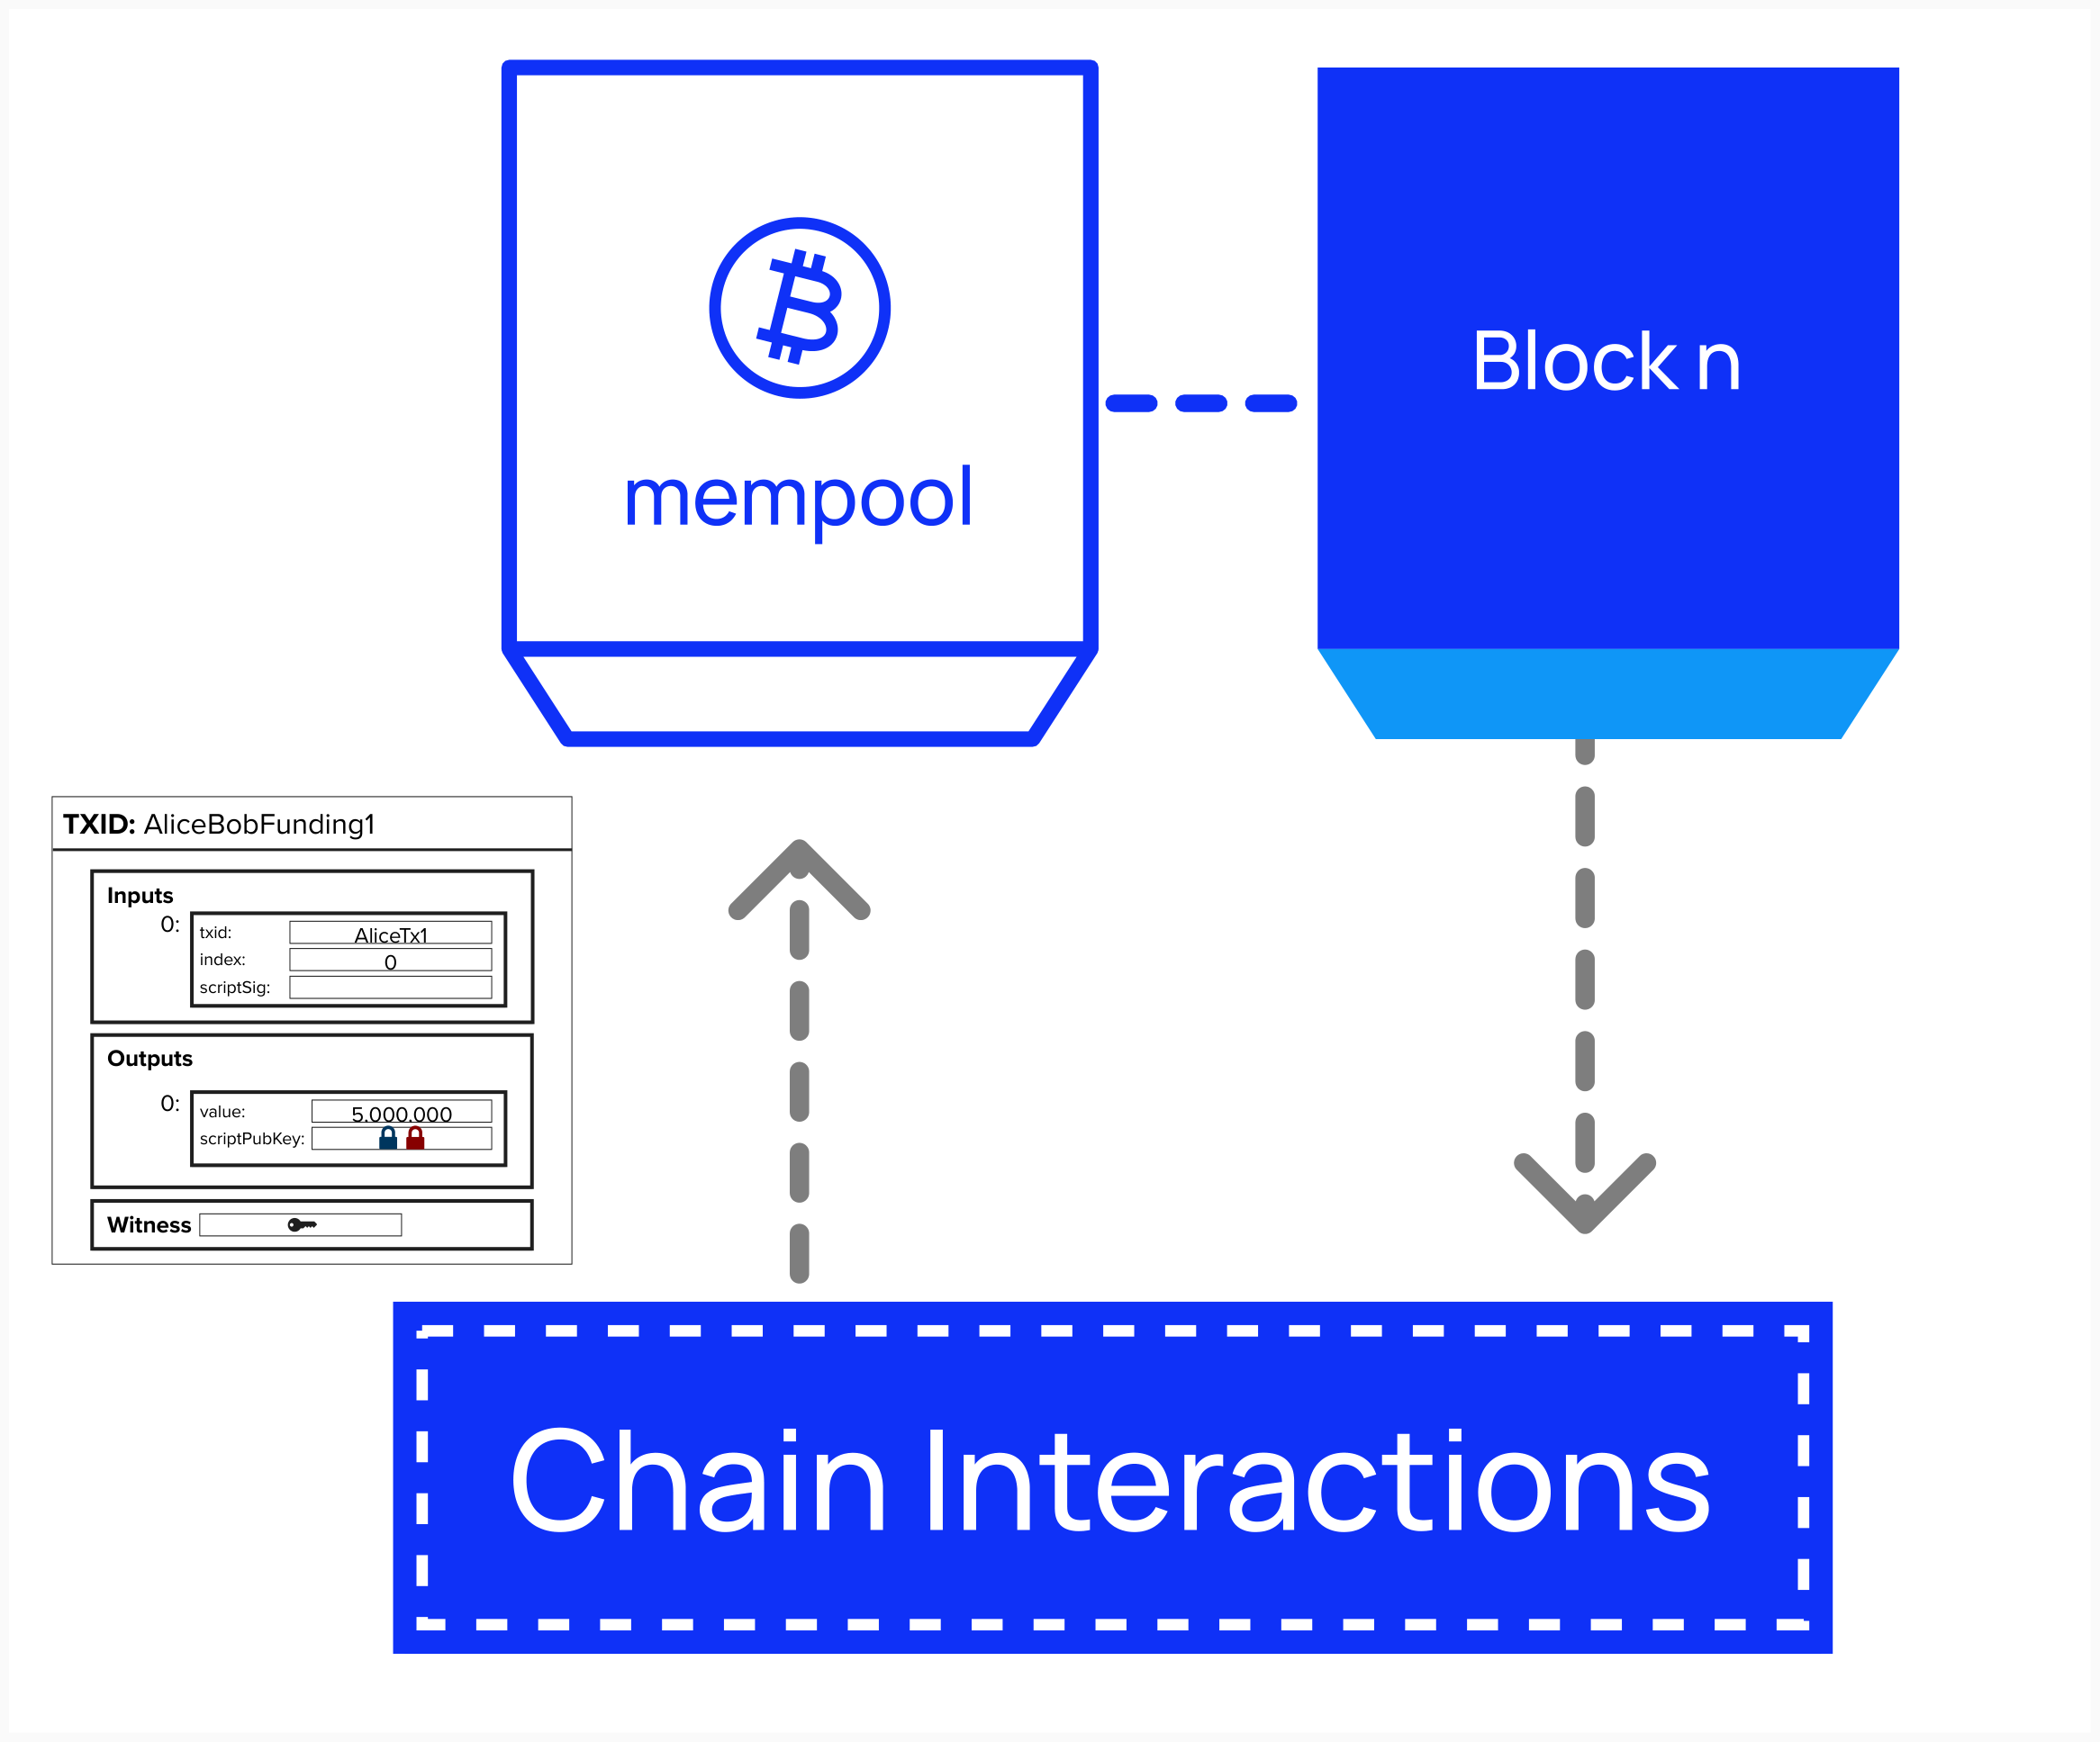 mempool
Block n
TXID: AliceBobFunding1
Inputs
0:
txid: AliceTx1
index: 0
scriptSig:
Outputs
0:
value: 5.000.000
scriptPubKey:
Witness
Chain Interactions